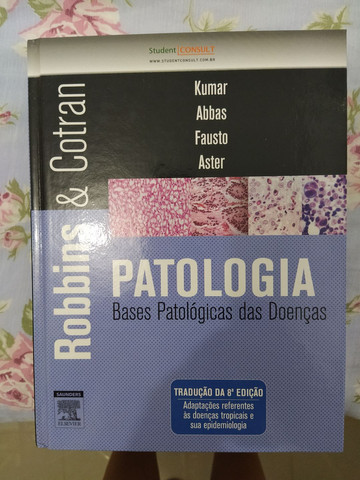 Student CONSULT
WWW.STUDENTCONSULT.COM.BR
Kumar
Abbas
Fausto
Aster
Robbins & Cotran
PATOLOGIA
Bases Patológicas das Doenças
TRADUÇÃO DA 8ª EDIÇÃO
Adaptações referentes
às doenças tropicais e
sua epidemiologia
SAUNDERS
ELSEVIER